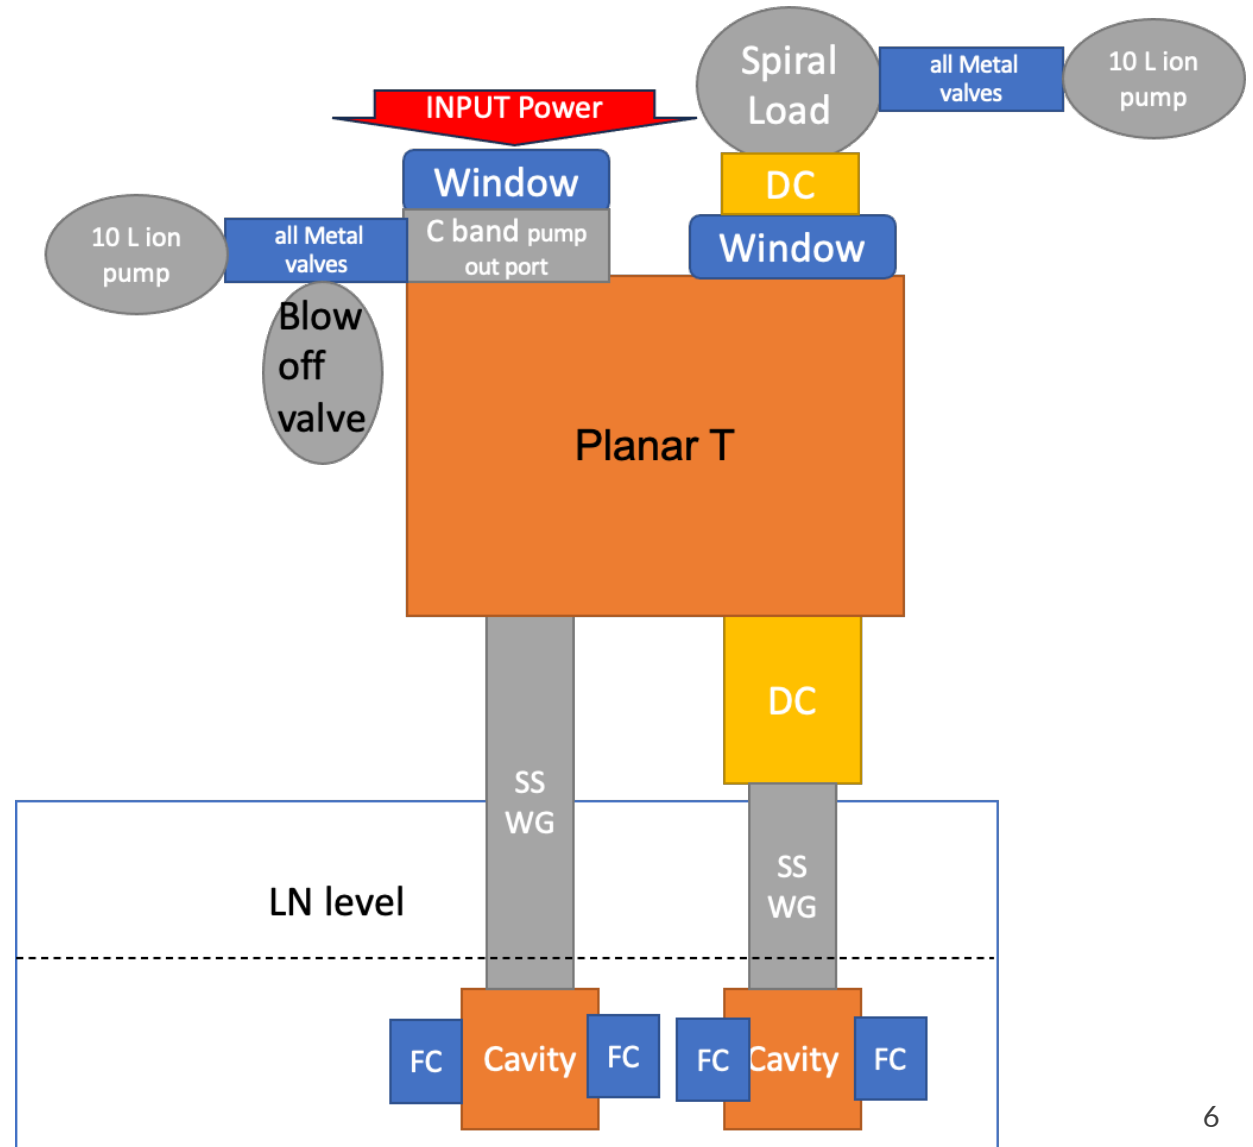 Spiral
Load
all Metal
valves
10 L ion
pump
INPUT Power
Window
DC
10 L ion
pump
all Metal
valves
C band pump
out port
Window
Blow
off
valve
Planar T
DC
SS
WG
SS
WG
LN level
FC
Cavity
FC
FC
Cavity
FC
6